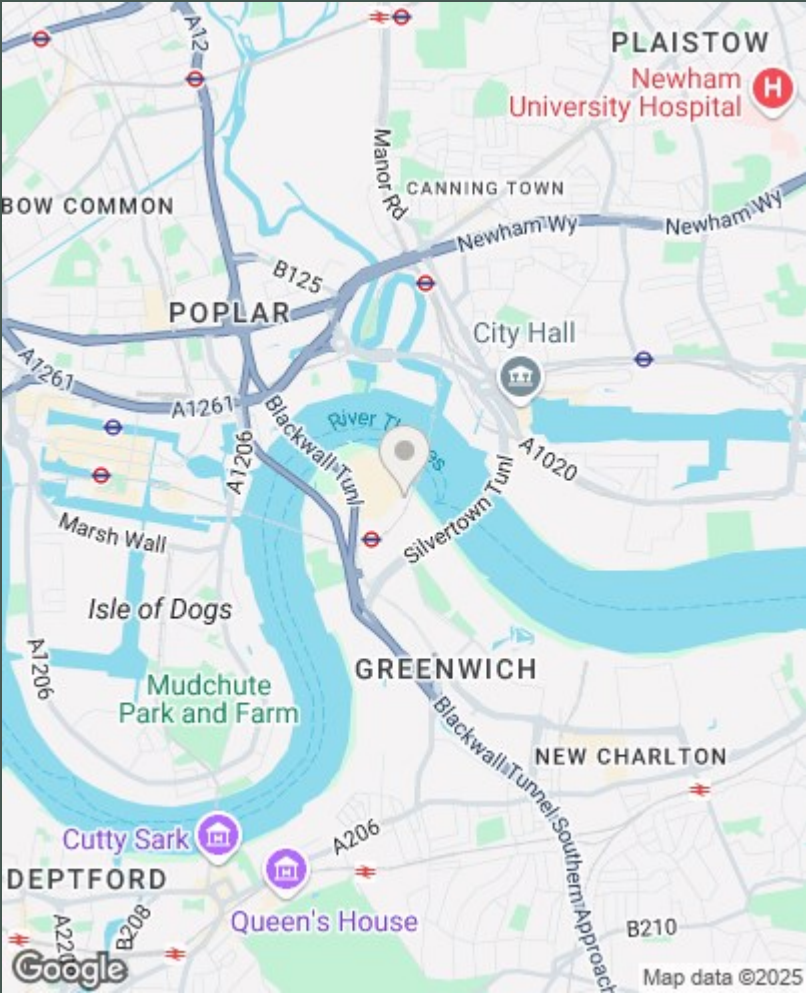 A12
PLAISTOW
Newham
University Hospital
H
Manor Rd
CANNING TOWN
BOW COMMON
Newham Wy
Newham Wy
B125
POPLAR
City Hall
A1261
A1261
River
Blackwall Tunl
A1020
A1206
Silvertown Tunl
Marsh Wall
Isle of Dogs
A1206
GREENWICH
Mudchute
Park and Farm
Blackwall Tunnel Southern Approach
NEW CHARLTON
Cutty Sark
A206
DEPTFORD
Queen's House
B208
B210
Google
Map data ©2025